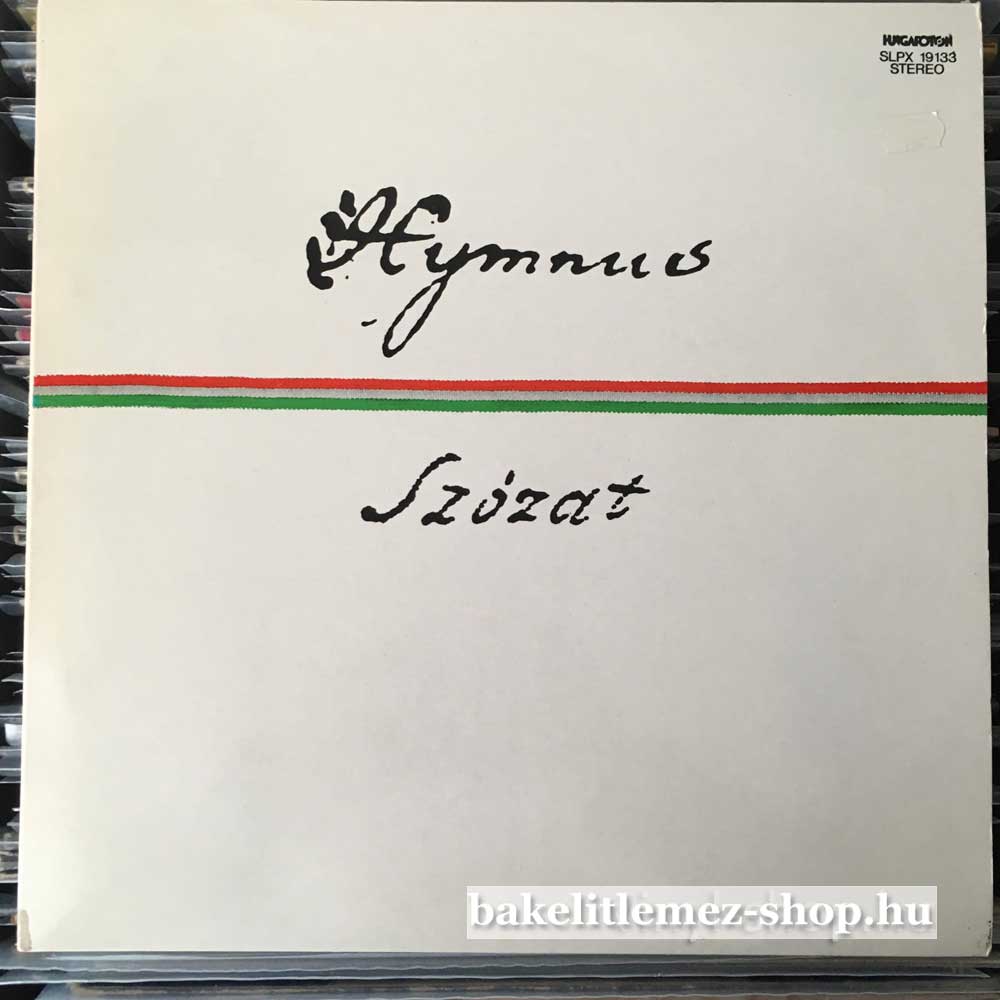 HUNGAROTON
SLPX 19133
STEREO
Hymnus
Szózat
bakelitlemez-shop.hu